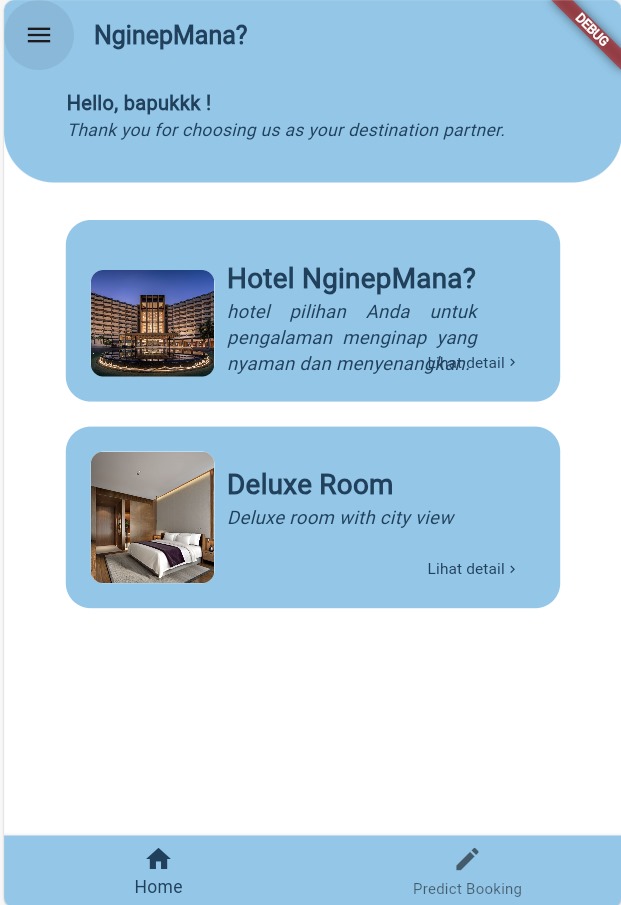 NginepMana?
DEBUG
Hello, bapukkk !
Thank you for choosing us as your destination partner.
Hotel NginepMana?
hotel pilihan Anda untuk
pengalaman menginap yang
nyaman dan menyenangkan.
Lihat detail
Deluxe Room
Deluxe room with city view
Lihat detail
Home
Predict Booking